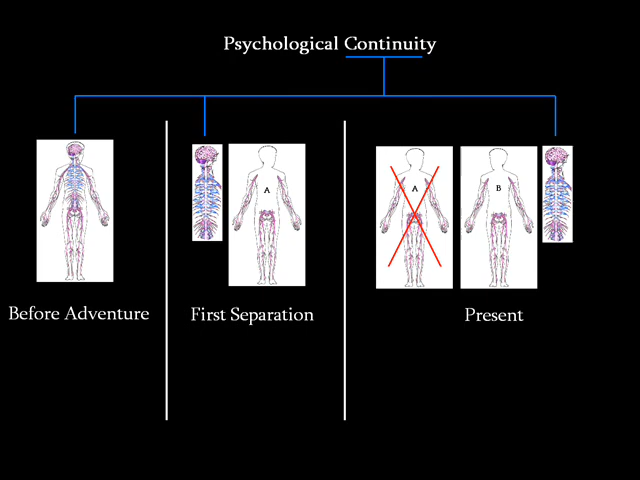 Psychological Continuity
A
A
B
Before Adventure
First Separation
Present